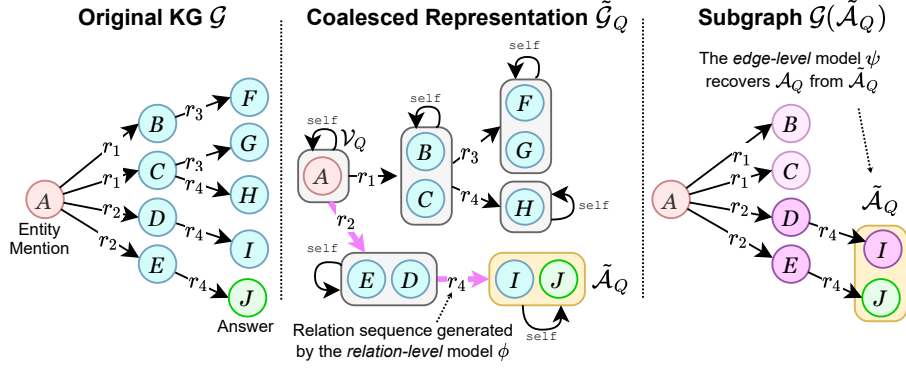 Original KG 𝒢
A
Entity
Mention
r₁
r₁
r₂
r₂
B
C
D
E
r₃
r₃
r₄
r₄
r₄
F
G
H
I
J
Answer
Coalesced Representation 𝒢̃_Q
self
𝒱_Q
A
r₁
r₂
self
B
C
r₃
r₄
self
F
G
H
self
self
E D
r₄
I J
𝒜̃_Q
self
Relation sequence generated
by the relation-level model ϕ
Subgraph 𝒢(𝒜̃_Q)
The edge-level model ψ
recovers 𝒜_Q from 𝒜̃_Q
A
r₁
r₁
r₂
r₂
B
C
D
E
r₄
r₄
𝒜̃_Q
I
J